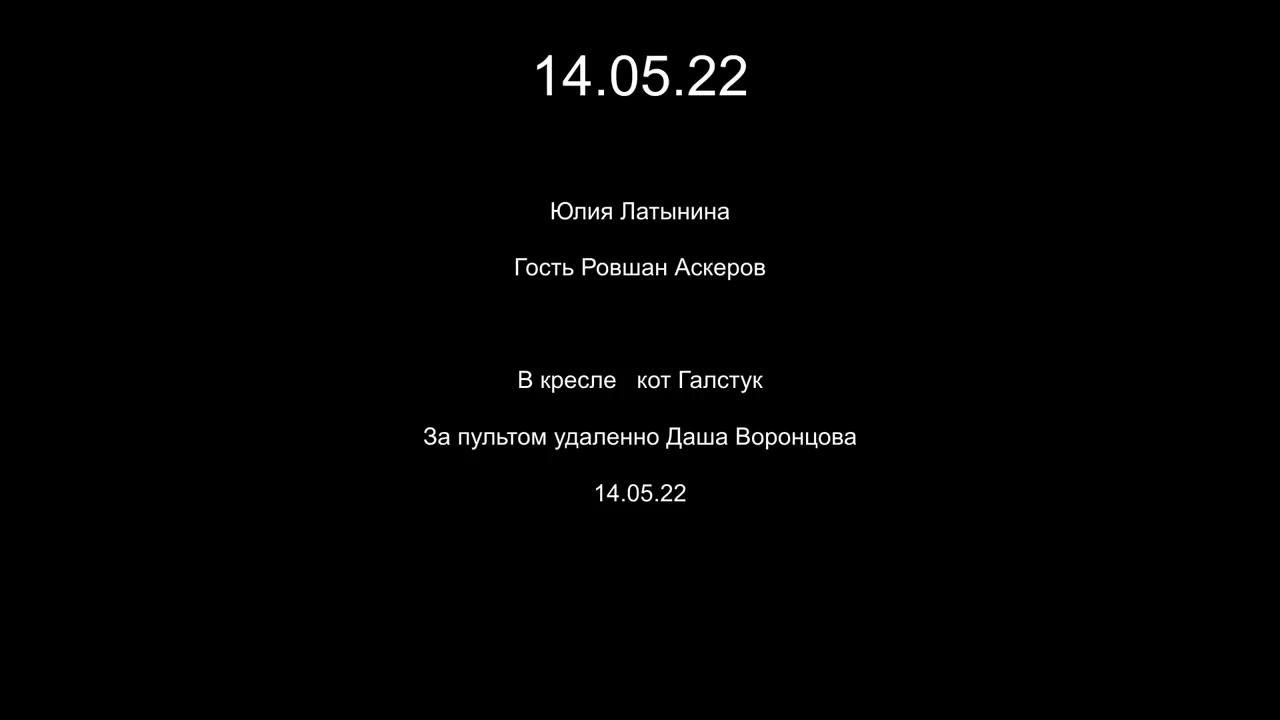 14.05.22
Юлия Латынина
Гость Ровшан Аскеров
В кресле кот Галстук
За пультом удаленно Даша Воронцова
14.05.22